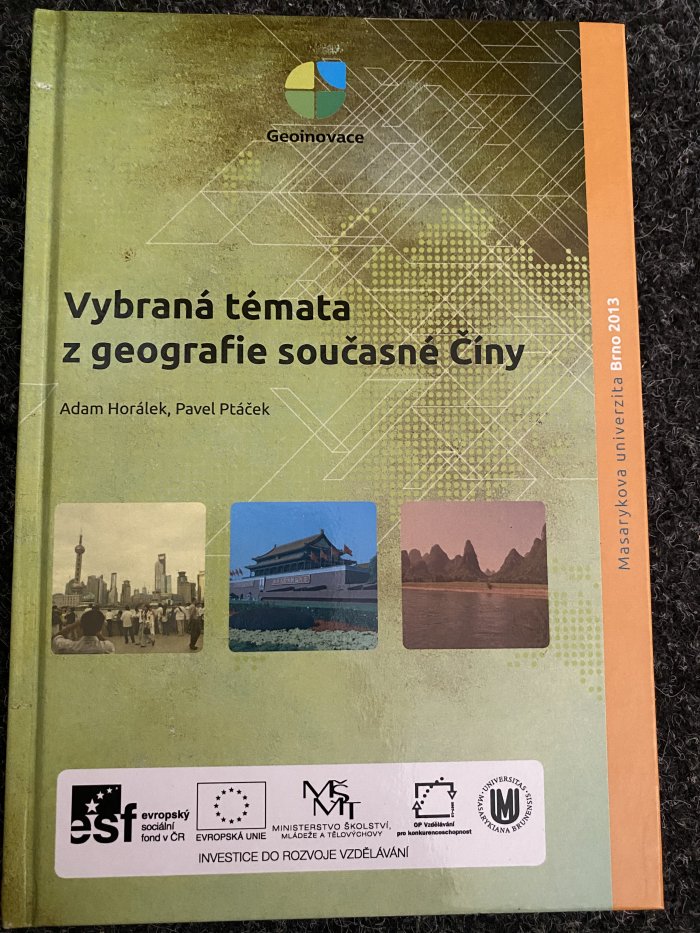 Geoinovace
Vybraná témata
z geografie současné Číny
Adam Horálek, Pavel Ptáček
Masarykova univerzita Brno 2013
esf
evropský
sociální
fond v ČR
EVROPSKÁ UNIE
MŠMT
MINISTERSTVO ŠKOLSTVÍ,
MLÁDEŽE A TĚLOVÝCHOVY
OP Vzdělávání
pro konkurenceschopnost
UNIVERSITAS MASARYKIANA BRUNENSIS
INVESTICE DO ROZVOJE VZDĚLÁVÁNÍ